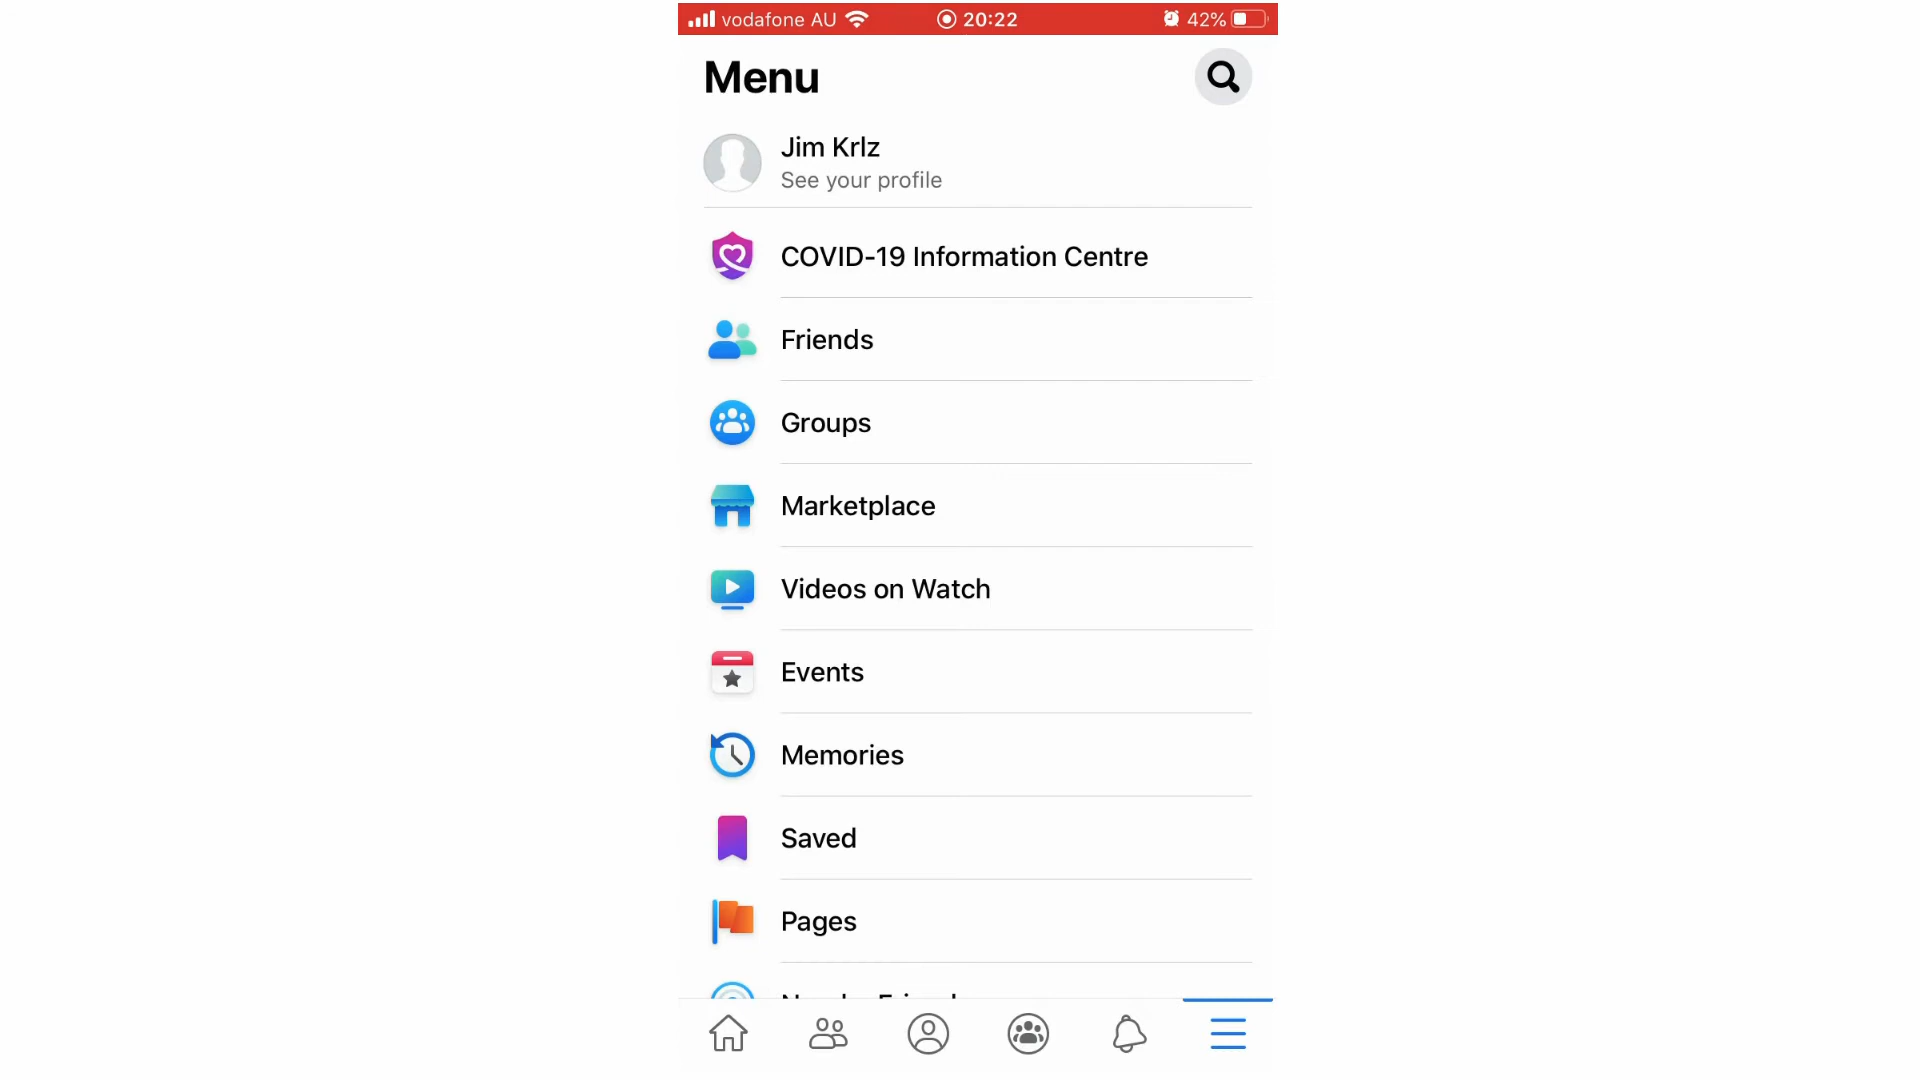 vodafone AU 20:22 42%
Menu
Jim Krlz
See your profile
COVID-19 Information Centre
Friends
Groups
Marketplace
Videos on Watch
Events
Memories
Saved
Pages